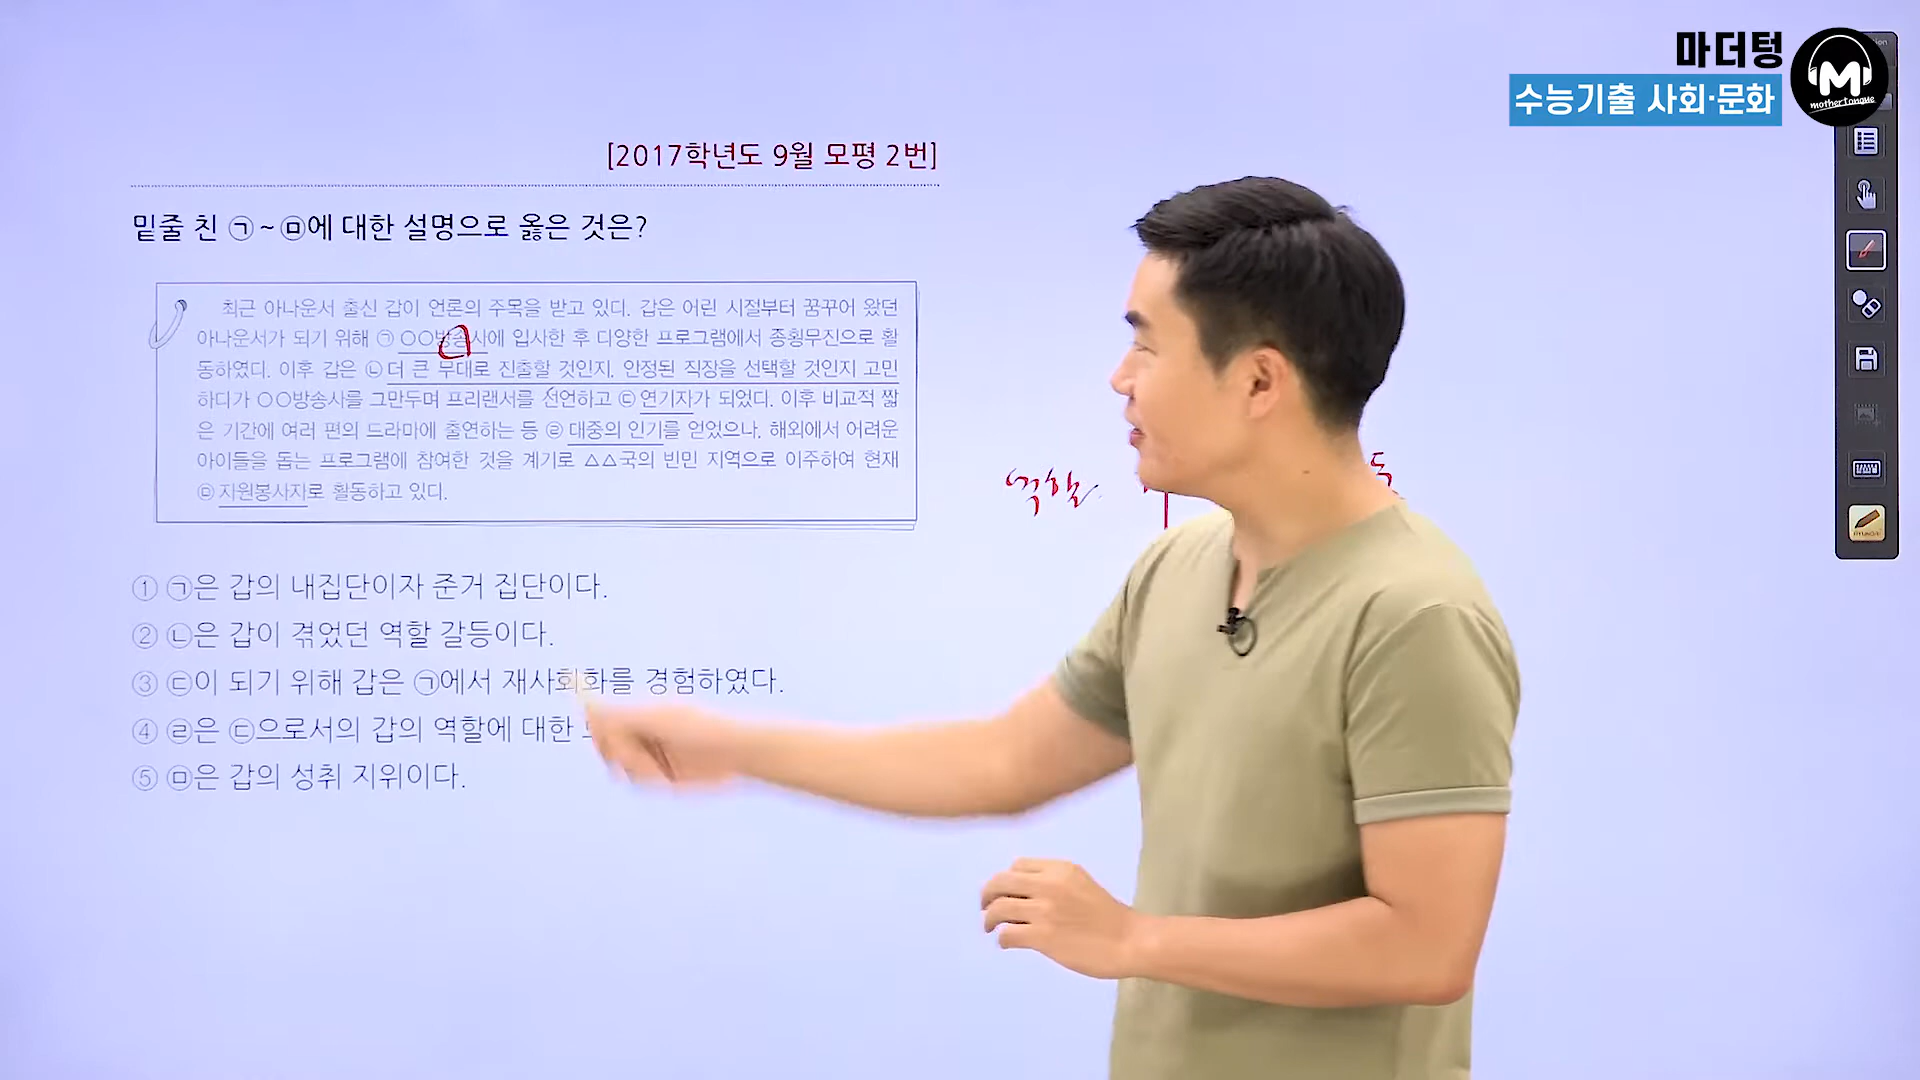 마더텅
수능기출 사회·문화
mothertongue
[2017학년도 9월 모평 2번]
밑줄 친 ㉠~㉤에 대한 설명으로 옳은 것은?
최근 아나운서 출신 갑이 언론의 주목을 받고 있다. 갑은 어린 시절부터 꿈꾸어 왔던
아나운서가 되기 위해 ㉠ ○○방송사에 입사한 후 다양한 프로그램에서 종횡무진으로 활
동하였다. 이후 갑은 ㉡ 더 큰 무대로 진출할 것인지, 안정된 직장을 선택할 것인지 고민
하다가 ○○방송사를 그만두며 프리랜서를 선언하고 ㉢ 연기자가 되었다. 이후 비교적 짧
은 기간에 여러 편의 드라마에 출연하는 등 ㉣ 대중의 인기를 얻었으나, 해외에서 어려운
아이들을 돕는 프로그램에 참여한 것을 계기로 △△국의 빈민 지역으로 이주하여 현재
㉤ 자원봉사자로 활동하고 있다.
역할
① ㉠은 갑의 내집단이자 준거 집단이다.
② ㉡은 갑이 겪었던 역할 갈등이다.
③ ㉢이 되기 위해 갑은 ㉠에서 재사회화를 경험하였다.
④ ㉣은 ㉢으로서의 갑의 역할에 대한
⑤ ㉤은 갑의 성취 지위이다.